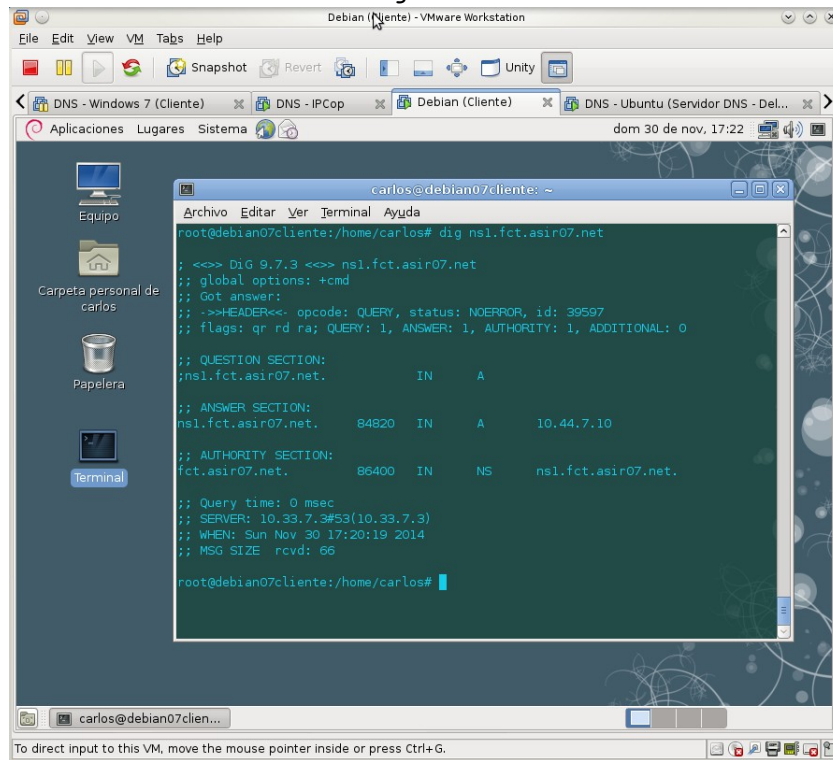 Debian (Cliente) - VMware Workstation
File Edit View VM Tabs Help
Snapshot Revert Unity
DNS - Windows 7 (Cliente) DNS - IPCop Debian (Cliente) DNS - Ubuntu (Servidor DNS - Del...
Aplicaciones Lugares Sistema dom 30 de nov, 17:22
Equipo
Carpeta personal de
carlos
Papelera
Terminal
carlos@debian07cliente: ~
Archivo Editar Ver Terminal Ayuda
root@debian07cliente:/home/carlos# dig ns1.fct.asir07.net
; <<>> DiG 9.7.3 <<>> ns1.fct.asir07.net
;; global options: +cmd
;; Got answer:
;; ->>HEADER<<- opcode: QUERY, status: NOERROR, id: 39597
;; flags: qr rd ra; QUERY: 1, ANSWER: 1, AUTHORITY: 1, ADDITIONAL: 0
;; QUESTION SECTION:
;ns1.fct.asir07.net. IN A
;; ANSWER SECTION:
ns1.fct.asir07.net. 84820 IN A 10.44.7.10
;; AUTHORITY SECTION:
fct.asir07.net. 86400 IN NS ns1.fct.asir07.net.
;; Query time: 0 msec
;; SERVER: 10.33.7.3#53(10.33.7.3)
;; WHEN: Sun Nov 30 17:20:19 2014
;; MSG SIZE rcvd: 66
root@debian07cliente:/home/carlos#
carlos@debian07clien...
To direct input to this VM, move the mouse pointer inside or press Ctrl+G.